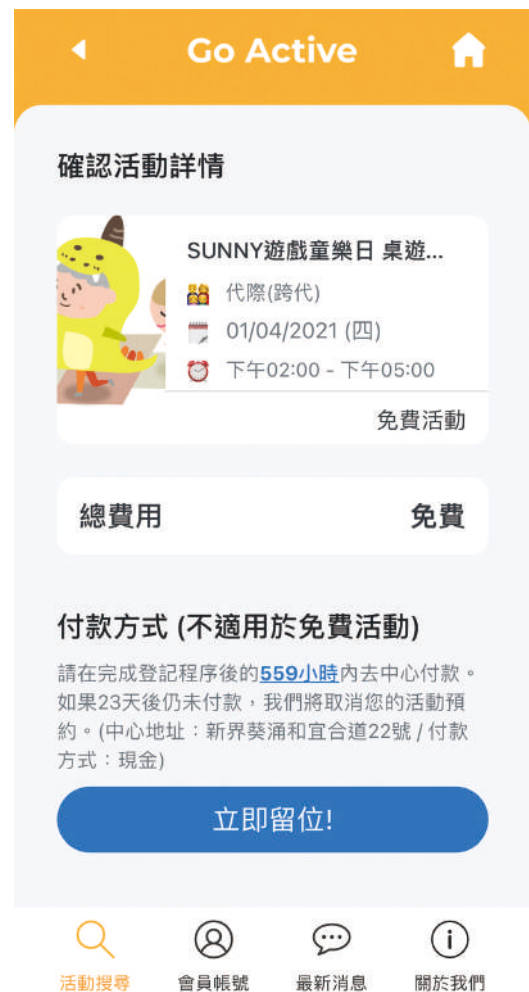 Go Active
確認活動詳情
SUNNY遊戲童樂日 桌遊...
代際(跨代)
01/04/2021 (四)
下午02:00 - 下午05:00
免費活動
總費用 免費
付款方式 (不適用於免費活動)
請在完成登記程序後的559小時內去中心付款。
如果23天後仍未付款，我們將取消您的活動預
約。(中心地址：新界葵涌和宜合道22號 / 付款
方式：現金)
立即留位!
活動搜尋 會員帳號 最新消息 關於我們